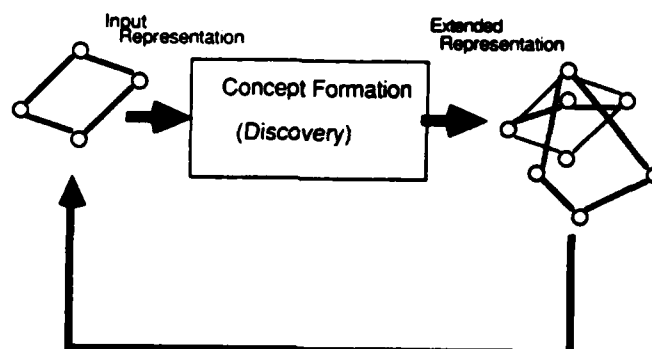 Input
Representation
Extended
Representation
Concept Formation
(Discovery)